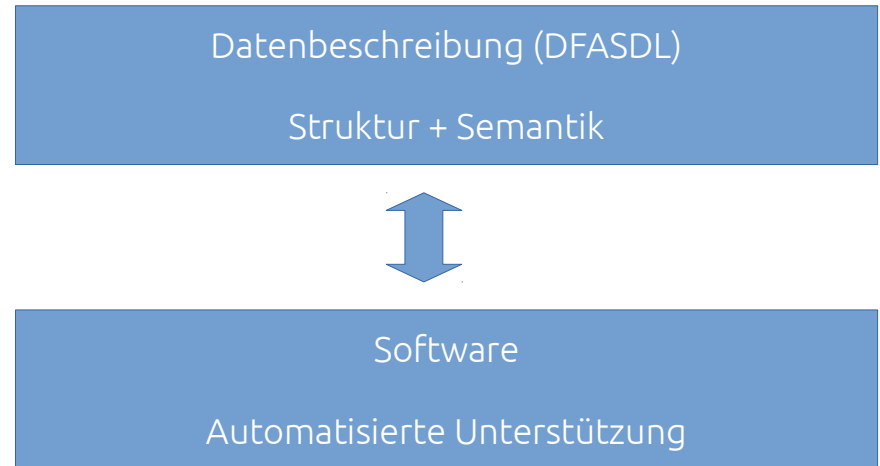 Datenbeschreibung (DFASDL)
Struktur + Semantik
Software
Automatisierte Unterstützung